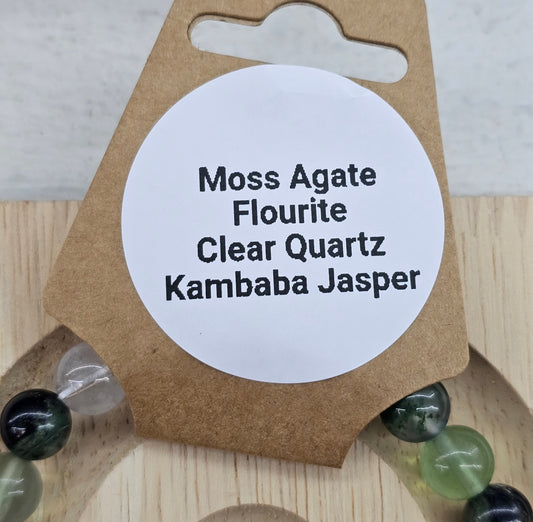 Moss Agate
Flourite
Clear Quartz
Kambaba Jasper